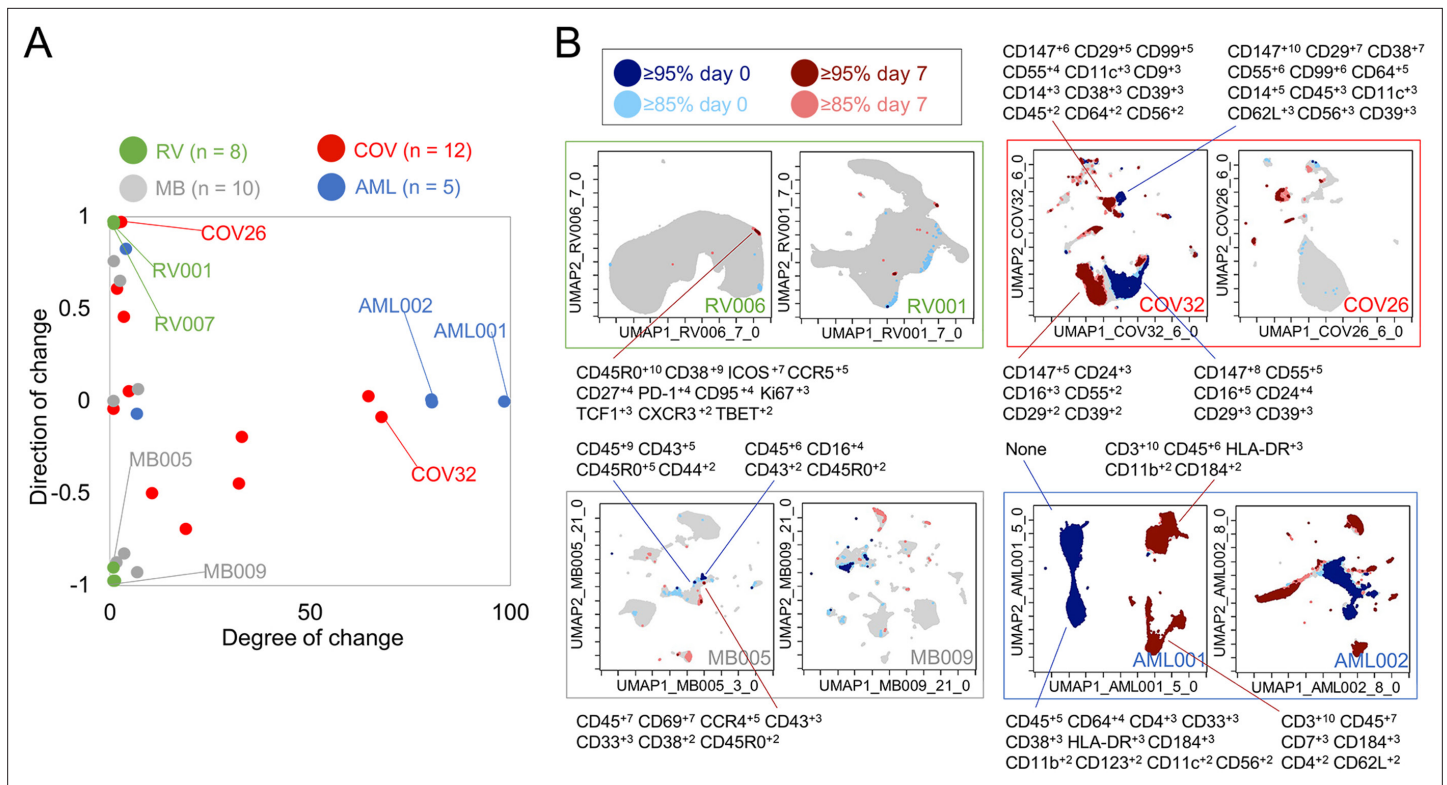 A
RV (n = 8)
COV (n = 12)
MB (n = 10)
AML (n = 5)
1
0.5
0
-0.5
-1
Direction of change
COV26
RV001
RV007
AML002
AML001
MB005
COV32
MB009
0
50
100
Degree of change
B
≥95% day 0
≥95% day 7
≥85% day 0
≥85% day 7
CD147+6 CD29+5 CD99+5
CD55+4 CD11c+3 CD9+3
CD14+3 CD38+3 CD39+3
CD45+2 CD64+2 CD56+2
CD147+10 CD29+7 CD38+7
CD55+6 CD99+6 CD64+5
CD14+5 CD45+3 CD11c+3
CD62L+3 CD56+3 CD39+3
UMAP2_RV006_7_0
RV006
UMAP1_RV006_7_0
UMAP2_RV001_7_0
RV001
UMAP1_RV001_7_0
UMAP2_COV32_6_0
COV32
UMAP1_COV32_6_0
UMAP2_COV26_6_0
COV26
UMAP1_COV26_6_0
CD45R0+10 CD38+9 ICOS+7 CCR5+5
CD27+4 PD-1+4 CD95+4 Ki67+3
TCF1+3 CXCR3+2 TBET+2
CD147+5 CD24+3
CD16+3 CD55+2
CD29+2 CD39+2
CD147+8 CD55+5
CD16+5 CD24+4
CD29+3 CD39+3
CD45+9 CD43+5
CD45R0+5 CD44+2
CD45+6 CD16+4
CD43+2 CD45R0+2
None
CD3+10 CD45+6 HLA-DR+3
CD11b+2 CD184+2
UMAP2_MB005_21_0
MB005
UMAP1_MB005_3_0
UMAP2_MB009_21_0
MB009
UMAP1_MB009_21_0
UMAP2_AML001_5_0
AML001
UMAP1_AML001_5_0
UMAP2_AML002_8_0
AML002
UMAP1_AML002_8_0
CD45+7 CD69+7 CCR4+5 CD43+3
CD33+3 CD38+2 CD45R0+2
CD45+5 CD64+4 CD4+3 CD33+3
CD38+3 HLA-DR+3 CD184+3
CD11b+2 CD123+2 CD11c+2 CD56+2
CD3+10 CD45+7
CD7+3 CD184+3
CD4+2 CD62L+2